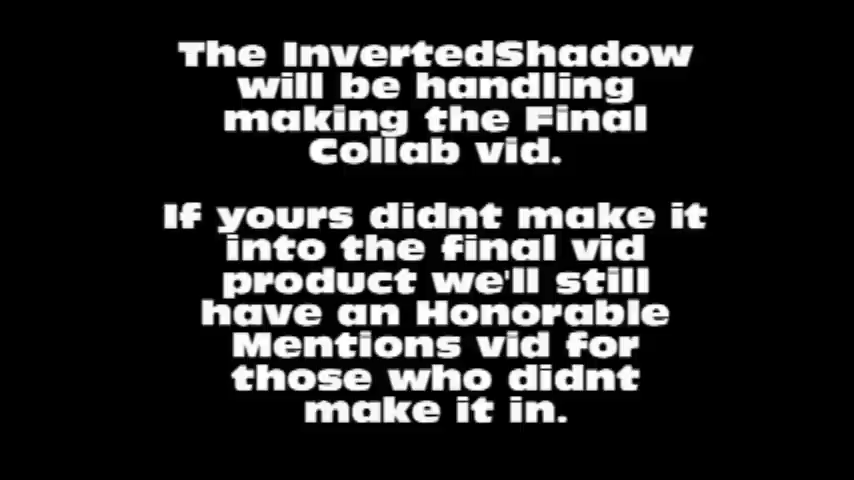 The InvertedShadow
will be handling
making the Final
Collab vid.
If yours didnt make it
into the final vid
product we'll still
have an Honorable
Mentions vid for
those who didnt
make it in.